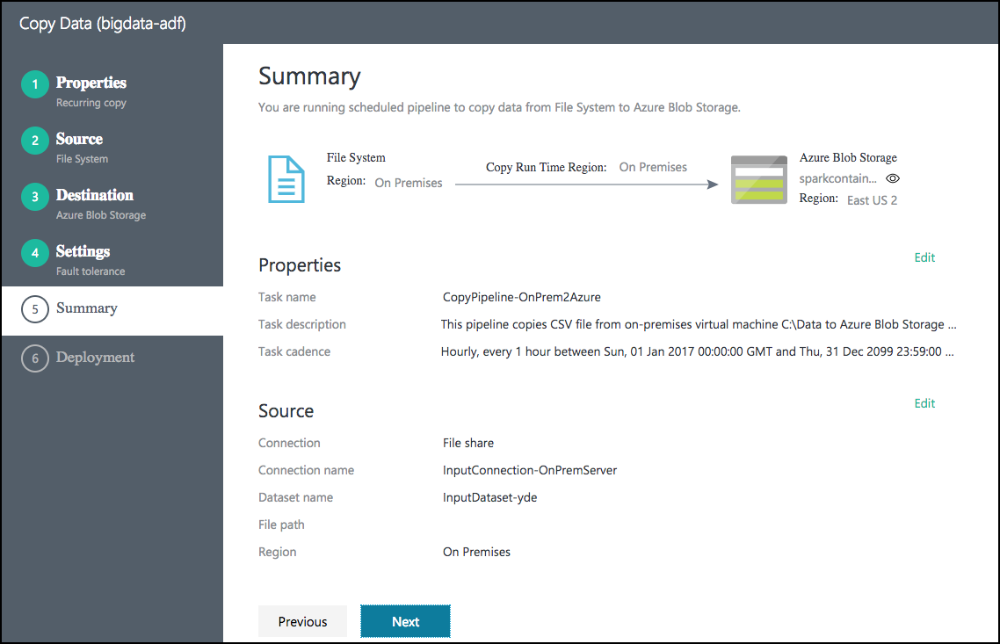 Copy Data (bigdata-adf)
1
Properties
Recurring copy
2
Source
File System
3
Destination
Azure Blob Storage
4
Settings
Fault tolerance
5
Summary
6
Deployment
Summary
You are running scheduled pipeline to copy data from File System to Azure Blob Storage.
File System
Region: On Premises
Copy Run Time Region: On Premises
Azure Blob Storage
sparkcontain...
Region: East US 2
Properties Edit
Task name CopyPipeline-OnPrem2Azure
Task description This pipeline copies CSV file from on-premises virtual machine C:\Data to Azure Blob Storage ...
Task cadence Hourly, every 1 hour between Sun, 01 Jan 2017 00:00:00 GMT and Thu, 31 Dec 2099 23:59:00 ...
Source Edit
Connection File share
Connection name InputConnection-OnPremServer
Dataset name InputDataset-yde
File path
Region On Premises
Previous Next